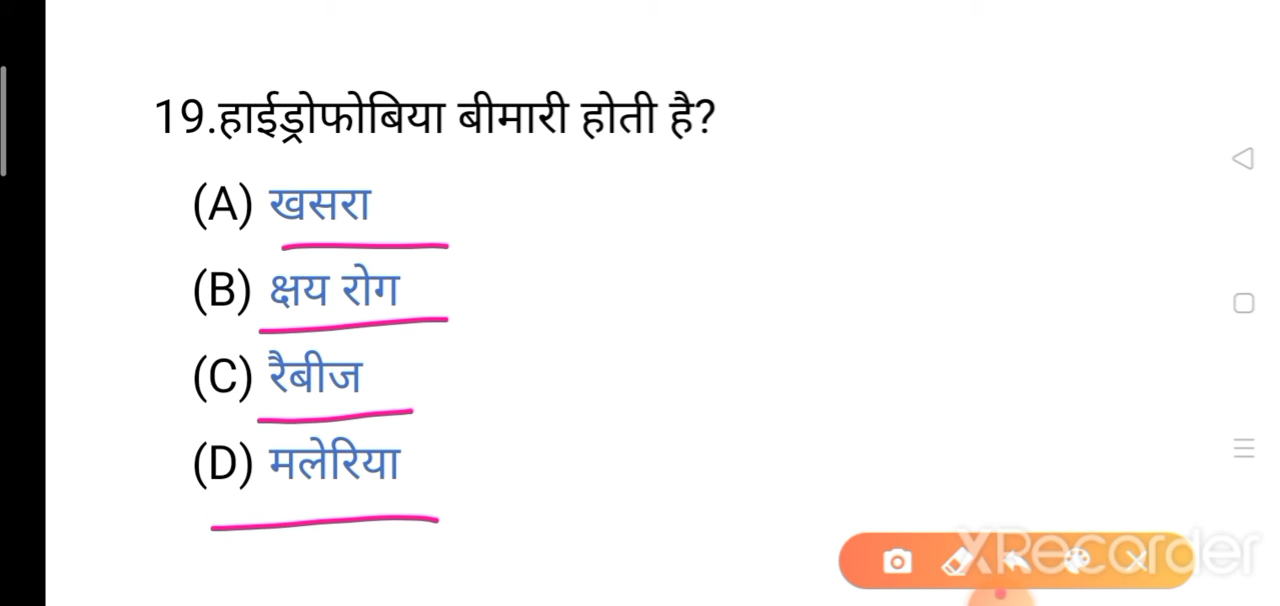 19.हाईड्रोफोबिया बीमारी होती है?
(A) खसरा
(B) क्षय रोग
(C) रैबीज
(D) मलेरिया
XRecorder